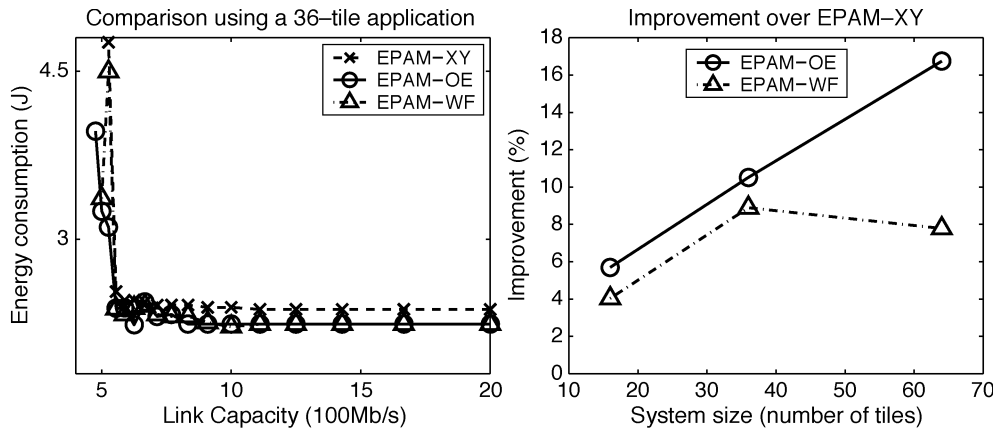 Comparison using a 36–tile application
EPAM–XY
EPAM–OE
EPAM–WF
4.5
3
Energy consumption (J)
5
10
15
20
Link Capacity (100Mb/s)
Improvement over EPAM–XY
EPAM–OE
EPAM–WF
18
16
14
12
10
8
6
4
2
0
Improvement (%)
10
20
30
40
50
60
70
System size (number of tiles)